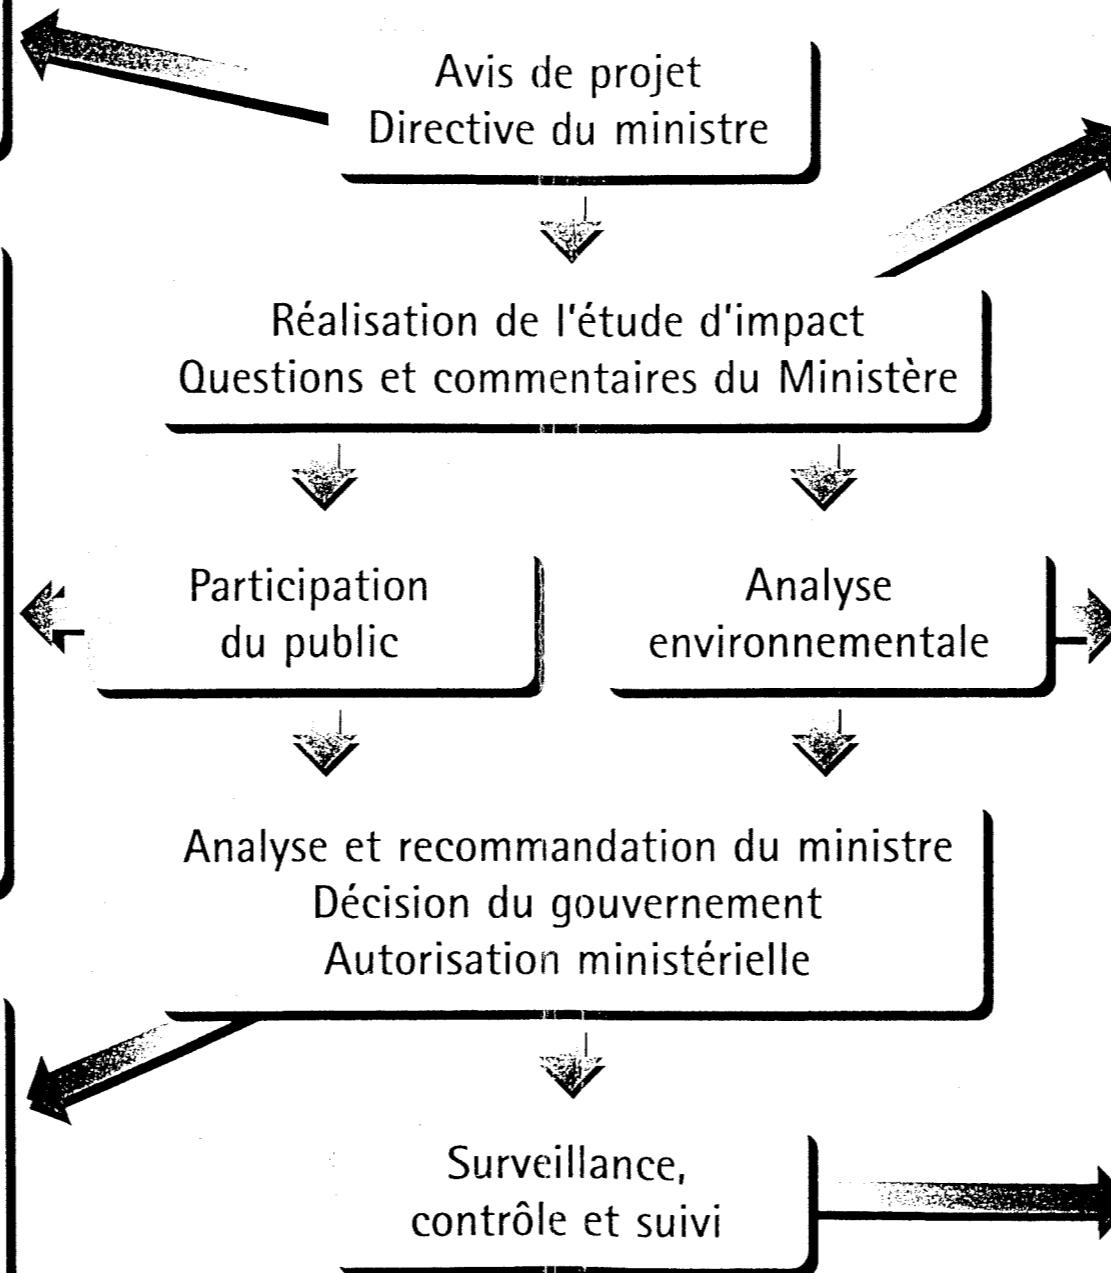 Avis de projet
Directive du ministre
Réalisation de l'étude d'impact
Questions et commentaires du Ministère
Participation
du public
Analyse
environnementale
Analyse et recommandation du ministre
Décision du gouvernement
Autorisation ministérielle
Surveillance,
contrôle et suivi